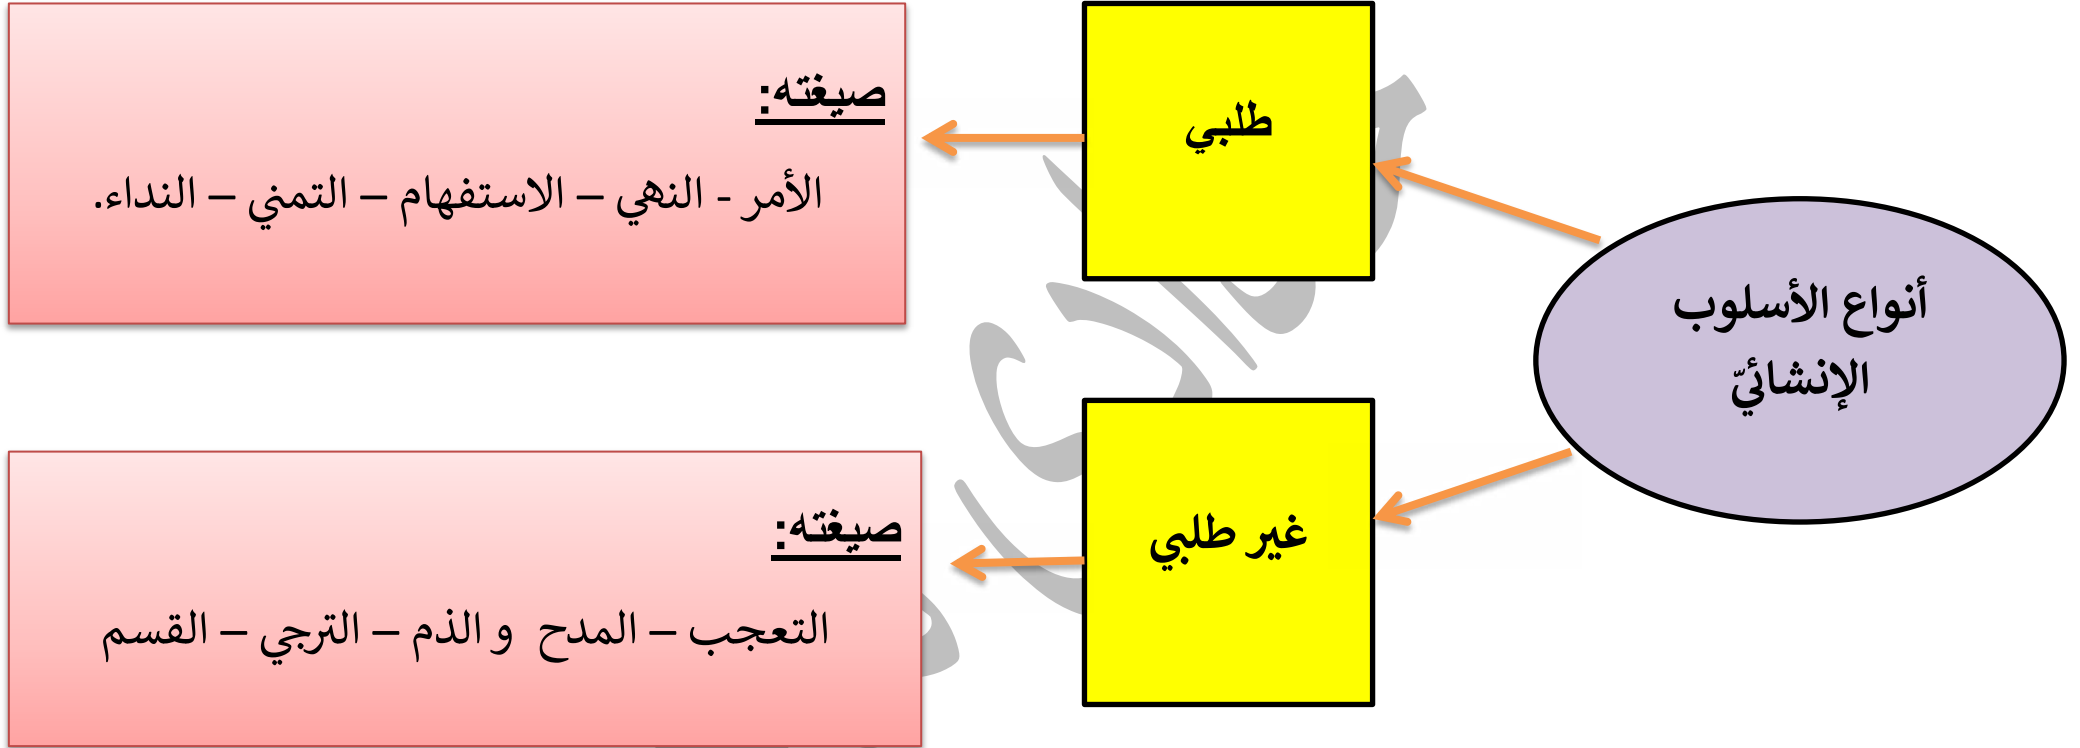 أنواع الأسلوب
الإنشائيّ
طلبي
صيغته:
الأمر - النهي – الاستفهام – التمني – النداء.
غير طلبي
صيغته:
التعجب – المدح و الذم – الترجي – القسم